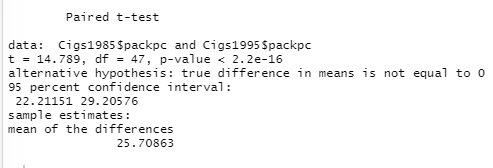 Paired t-test
data:  Cigs1985$packpc and Cigs1995$packpc
t = 14.789, df = 47, p-value < 2.2e-16
alternative hypothesis: true difference in means is not equal to 0
95 percent confidence interval:
 22.21151 29.20576
sample estimates:
mean of the differences
               25.70863